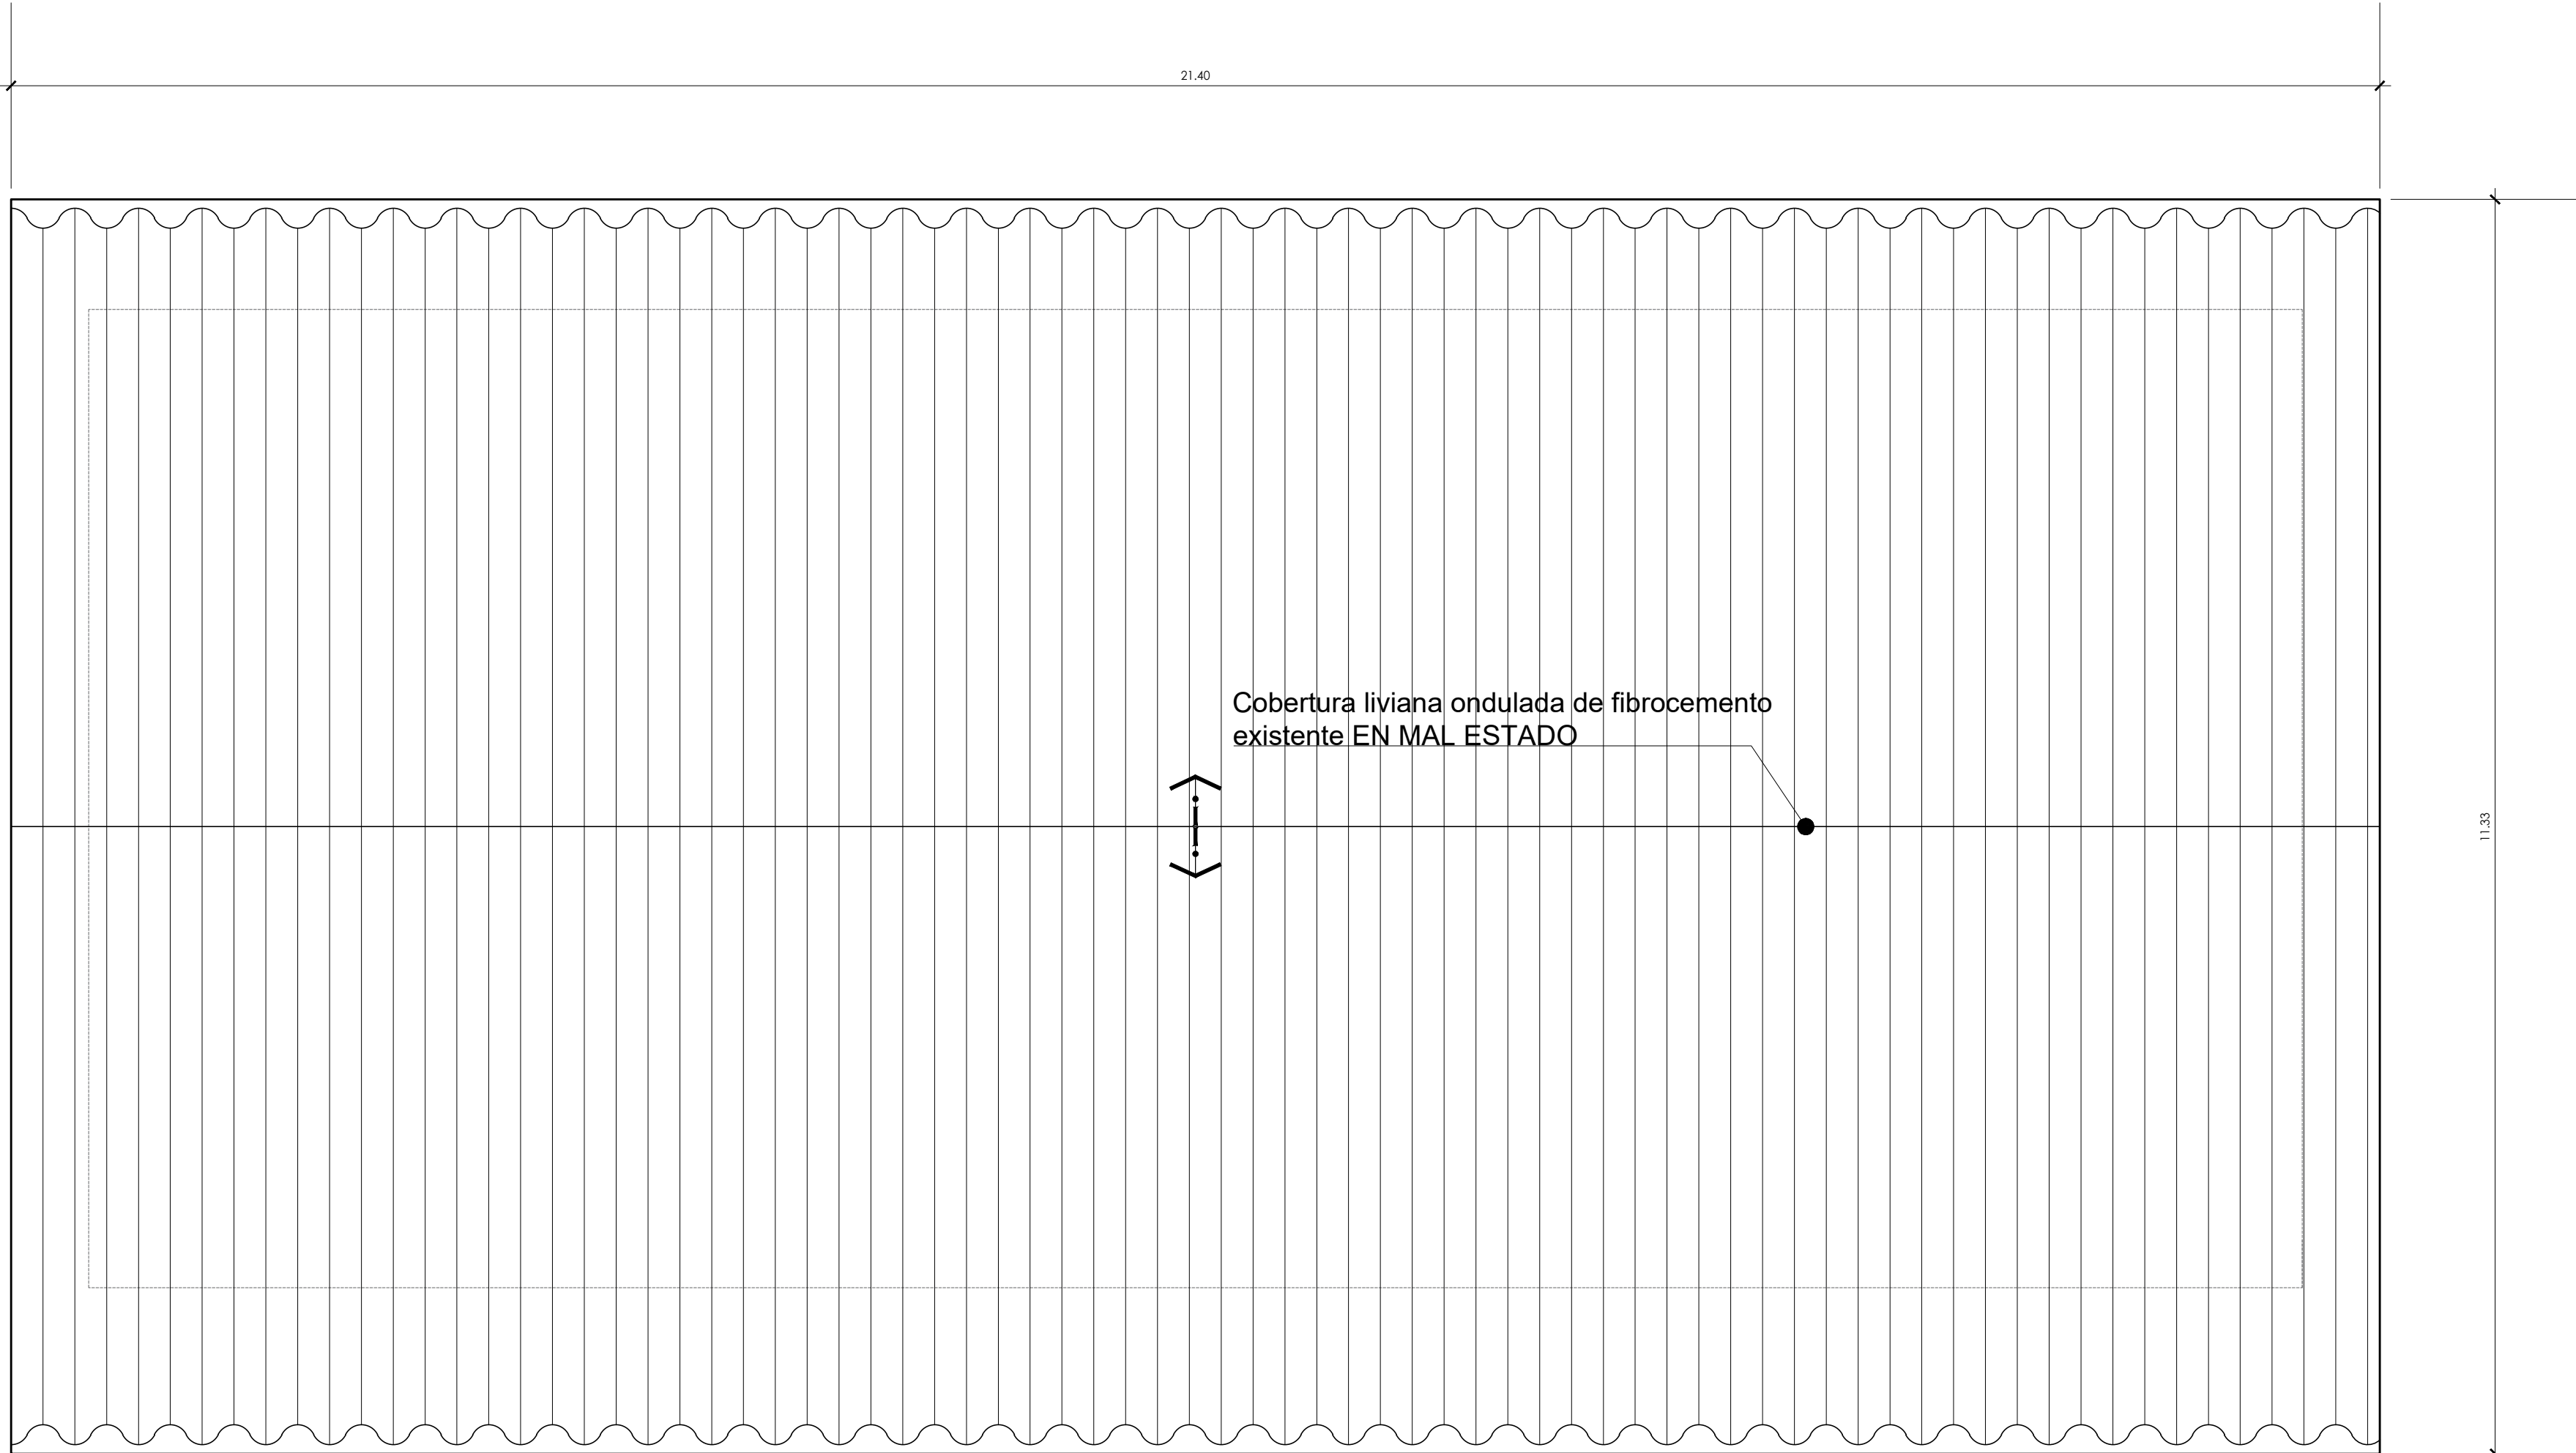 21.40
Cobertura liviana ondulada de fibrocemento
existente EN MAL ESTADO
11.33